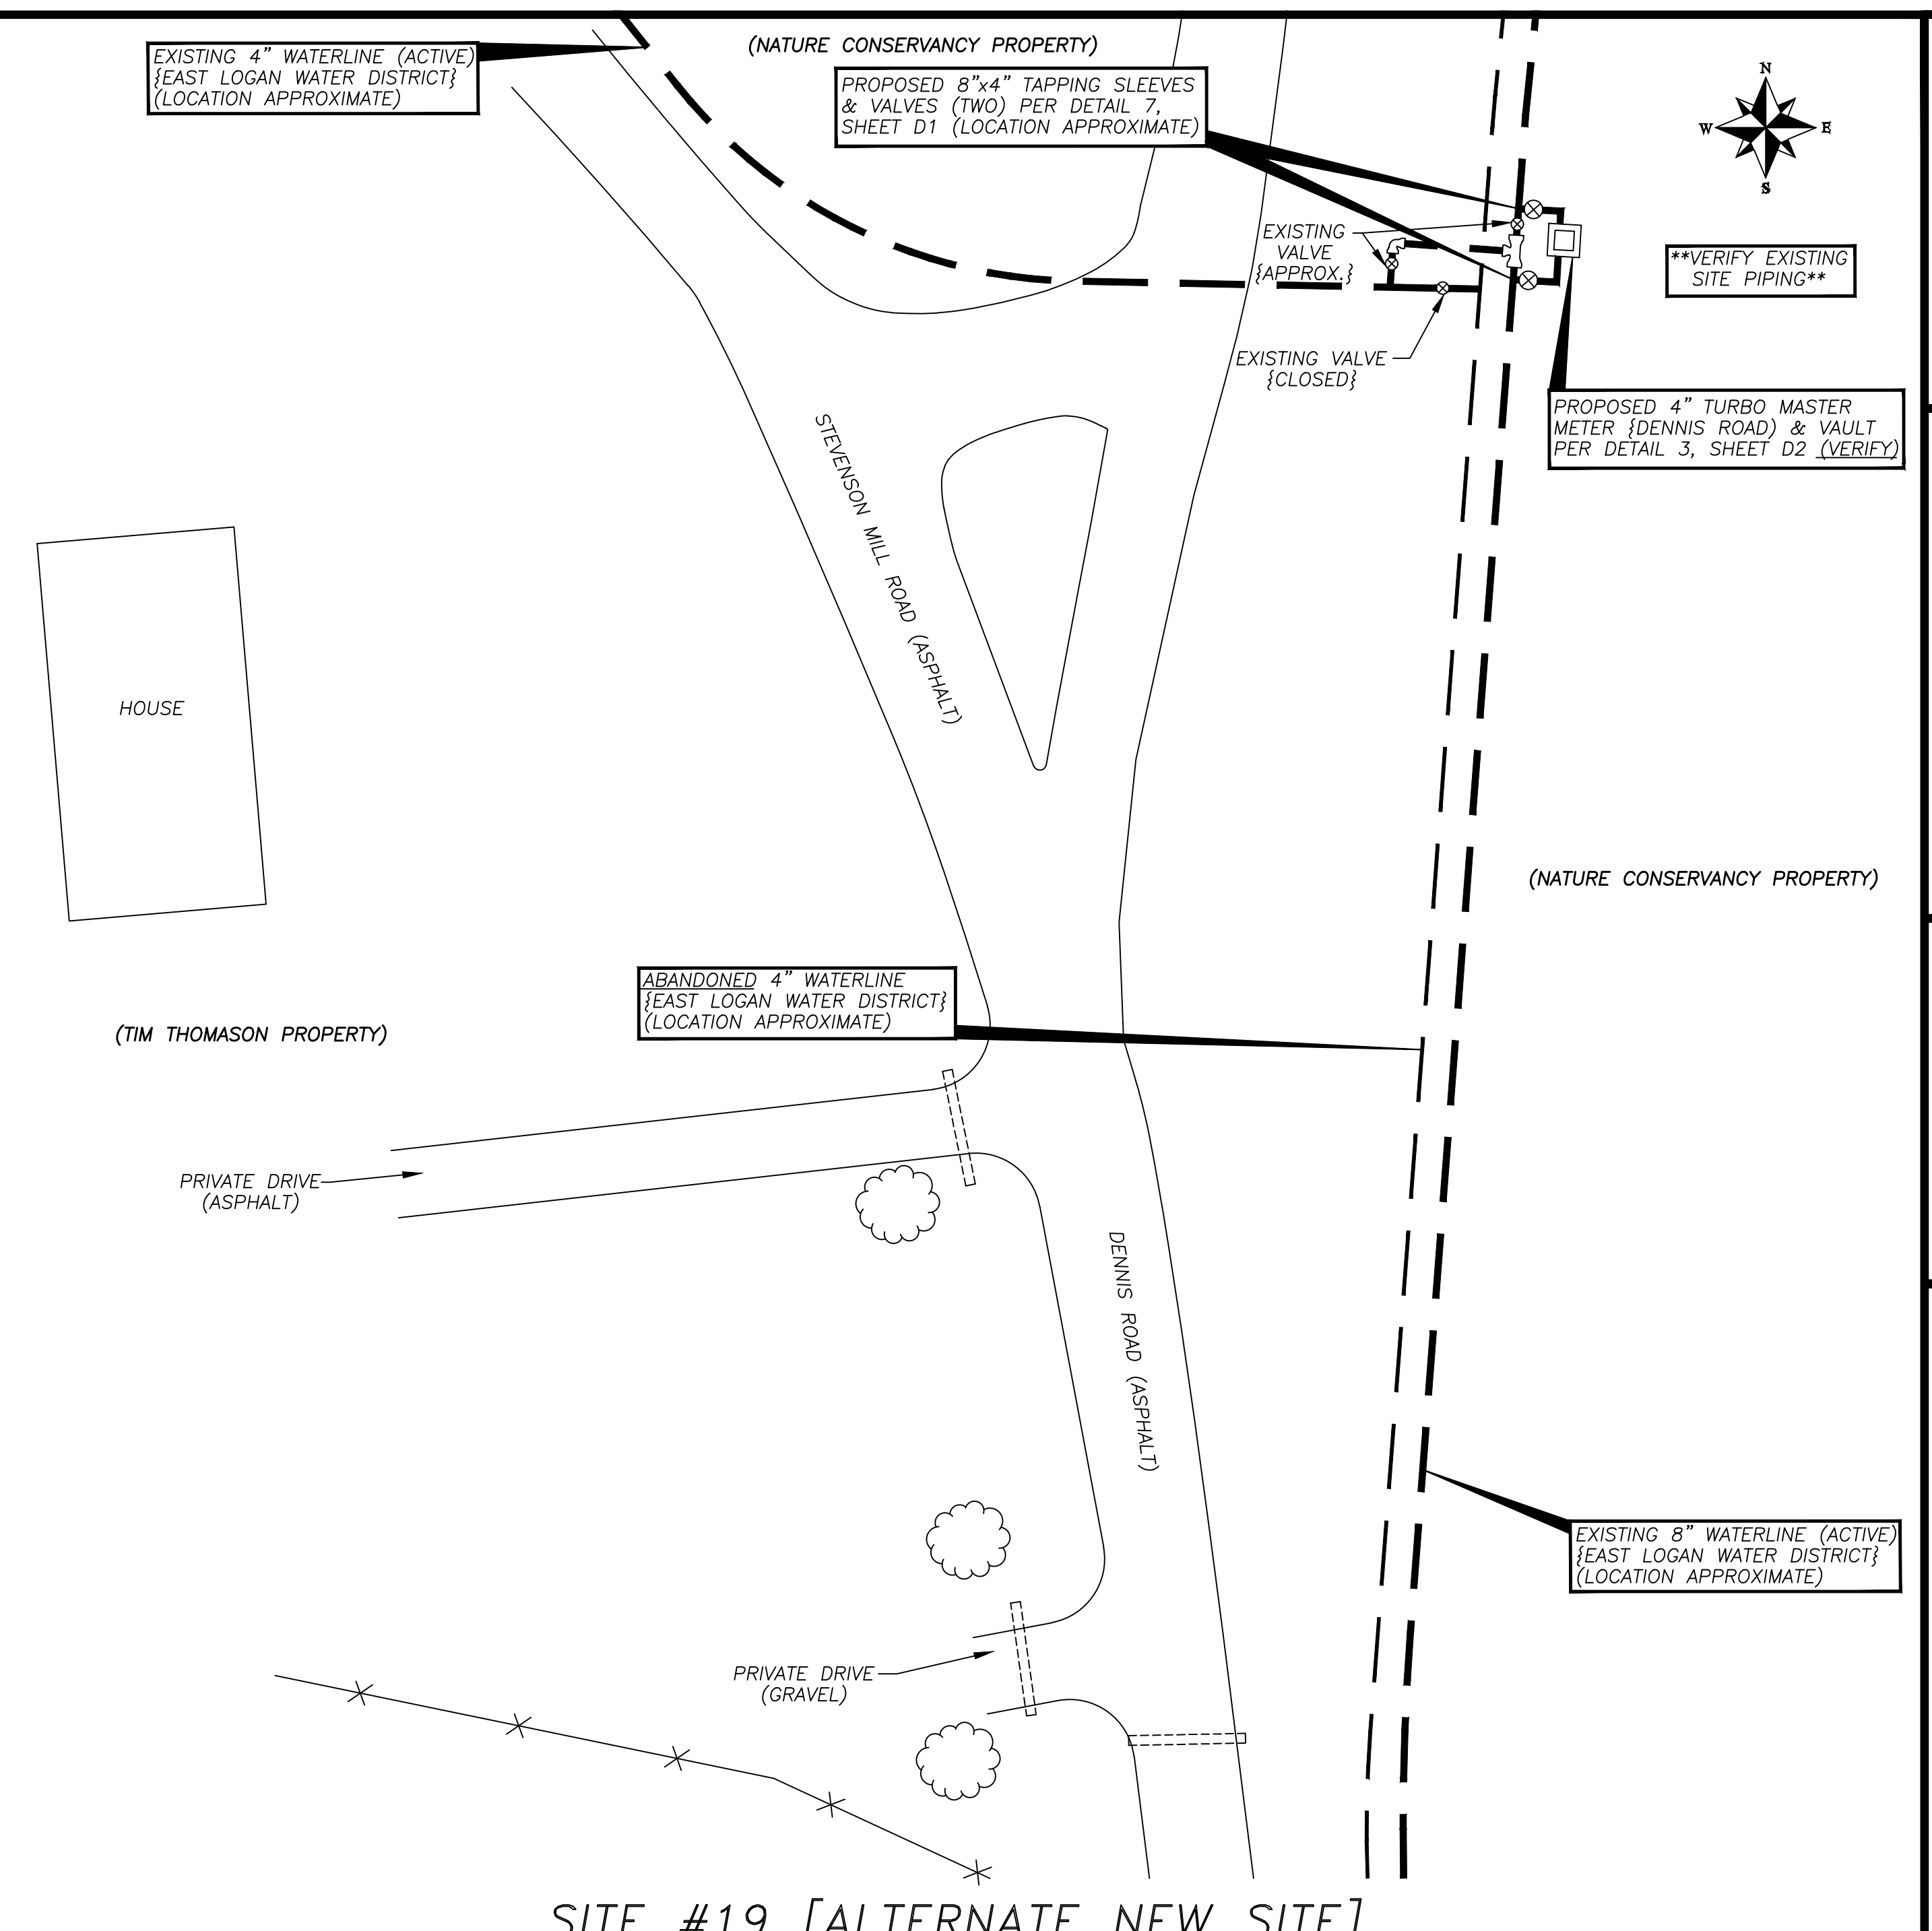 EXISTING 4" WATERLINE (ACTIVE)
{EAST LOGAN WATER DISTRICT}
(LOCATION APPROXIMATE)
(NATURE CONSERVANCY PROPERTY)
PROPOSED 8"x4" TAPPING SLEEVES
& VALVES (TWO) PER DETAIL 7,
SHEET D1 (LOCATION APPROXIMATE)
N
W
E
S
EXISTING
VALVE
{APPROX.}
**VERIFY EXISTING
SITE PIPING**
EXISTING VALVE
{CLOSED}
PROPOSED 4" TURBO MASTER
METER {DENNIS ROAD) & VAULT
PER DETAIL 3, SHEET D2 (VERIFY)
STEVENSON MILL ROAD (ASPHALT)
HOUSE
(NATURE CONSERVANCY PROPERTY)
ABANDONED 4" WATERLINE
{EAST LOGAN WATER DISTRICT}
(LOCATION APPROXIMATE)
(TIM THOMASON PROPERTY)
PRIVATE DRIVE
(ASPHALT)
DENNIS ROAD (ASPHALT)
EXISTING 8" WATERLINE (ACTIVE)
{EAST LOGAN WATER DISTRICT}
(LOCATION APPROXIMATE)
PRIVATE DRIVE
(GRAVEL)
SITE #19 [ALTERNATE NEW SITE]